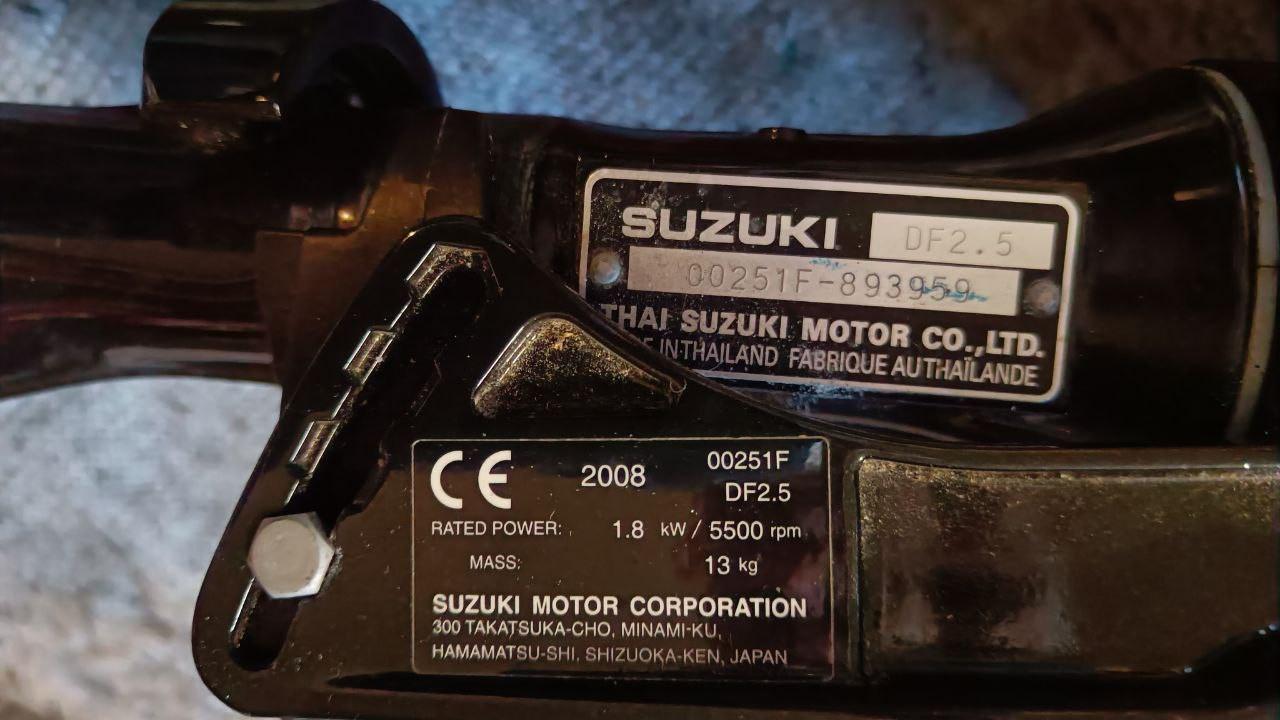 SUZUKI DF2.5
00251F-893959
THAI SUZUKI MOTOR CO.,LTD.
IN THAILAND FABRIQUE AU THAÏLANDE
CE 2008 00251F
DF2.5
RATED POWER: 1.8 kW / 5500 rpm
MASS: 13 kg
SUZUKI MOTOR CORPORATION
300 TAKATSUKA-CHO, MINAMI-KU,
HAMAMATSU-SHI, SHIZUOKA-KEN, JAPAN